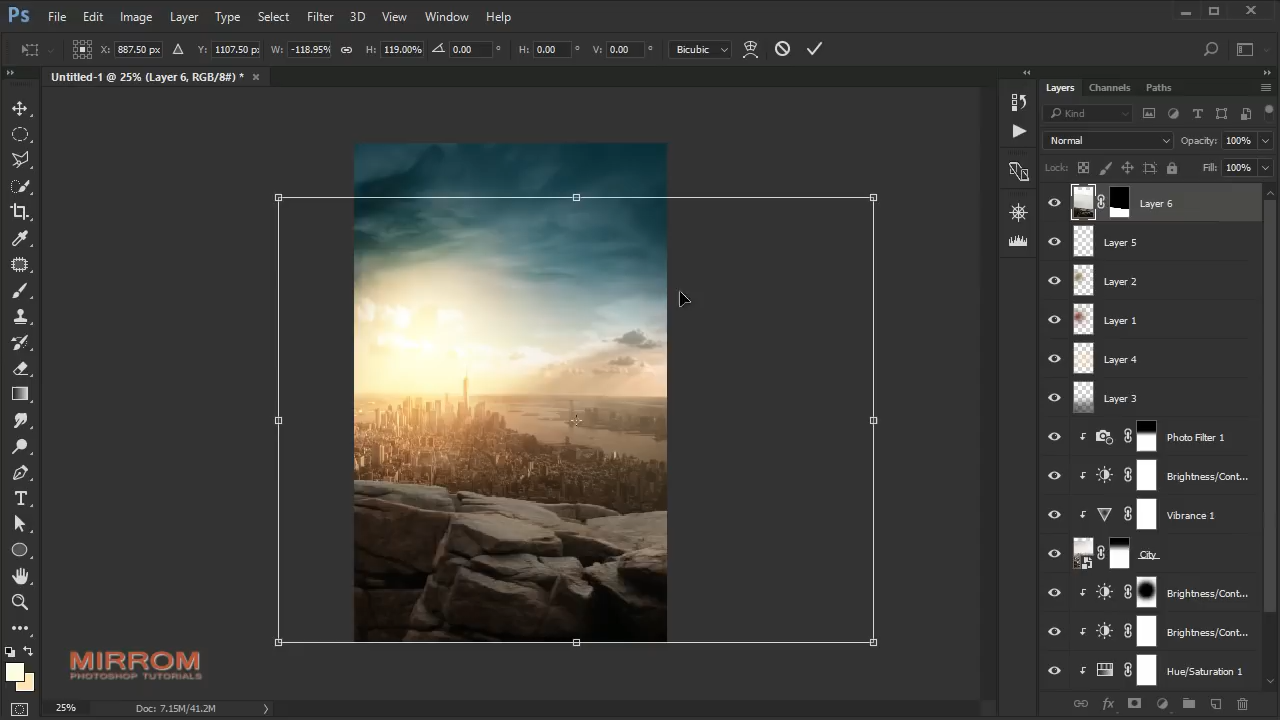 Ps File Edit Image Layer Type Select Filter 3D View Window Help
X: 887.50 px Y: 1107.50 px W: -118.95% H: 119.00% 0.00 ° H: 0.00 ° V: 0.00 ° Bicubic
Untitled-1 @ 25% (Layer 6, RGB/8#) * ×
Layers Channels Paths
Kind
Normal Opacity: 100%
Lock: Fill: 100%
Layer 6
Layer 5
Layer 2
Layer 1
Layer 4
Layer 3
Photo Filter 1
Brightness/Cont...
Vibrance 1
City
Brightness/Cont...
Brightness/Cont...
Hue/Saturation 1
MIRROM
PHOTOSHOP TUTORIALS
25% Doc: 7.15M/41.2M